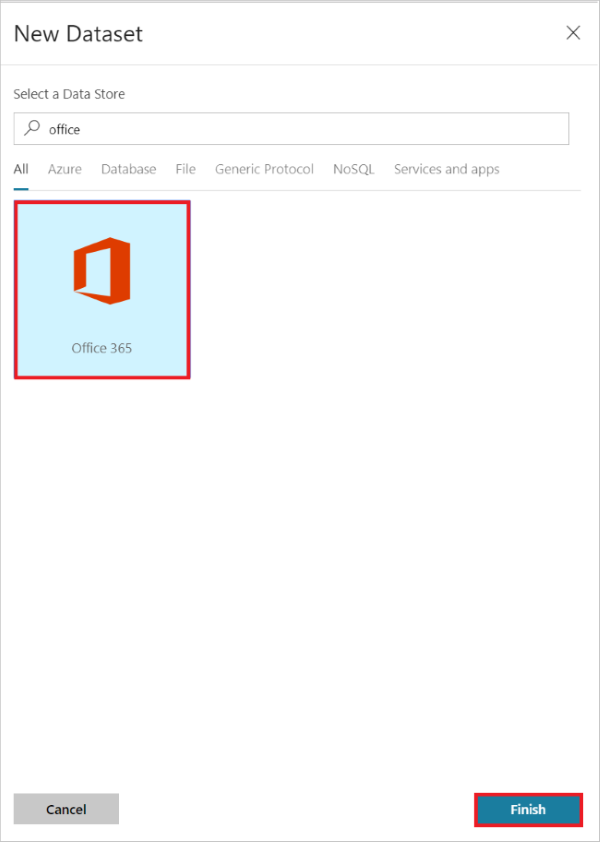 New Dataset
Select a Data Store
office
All Azure Database File Generic Protocol NoSQL Services and apps
Office 365
Cancel Finish